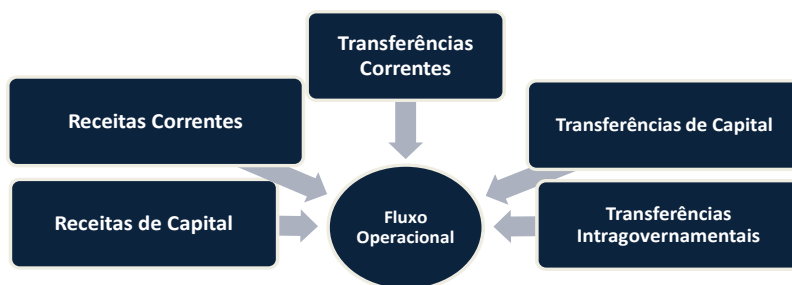 Transferências
Correntes
Receitas Correntes
Transferências de Capital
Receitas de Capital
Fluxo
Operacional
Transferências
Intragovernamentais